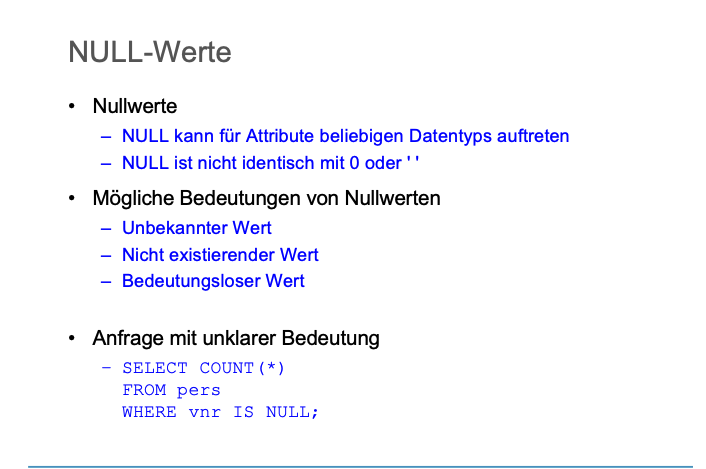 NULL-Werte
• Nullwerte
– NULL kann für Attribute beliebigen Datentyps auftreten
– NULL ist nicht identisch mit 0 oder ' '
• Mögliche Bedeutungen von Nullwerten
– Unbekannter Wert
– Nicht existierender Wert
– Bedeutungsloser Wert
• Anfrage mit unklarer Bedeutung
– SELECT COUNT(*)
FROM pers
WHERE vnr IS NULL;